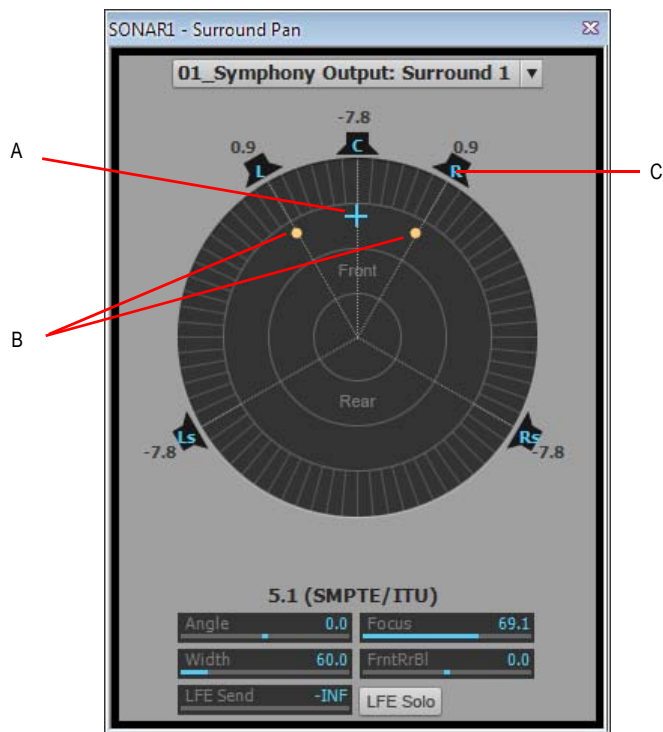 SONAR1 - Surround Pan
01_Symphony Output: Surround 1
-7.8
A
0.9
L
C
0.9
R
C
B
Front
Rear
Ls
-7.8
Rs
-7.8
5.1 (SMPTE/ITU)
Angle 0.0 Focus 69.1
Width 60.0 FrntRrBl 0.0
LFE Send -INF LFE Solo